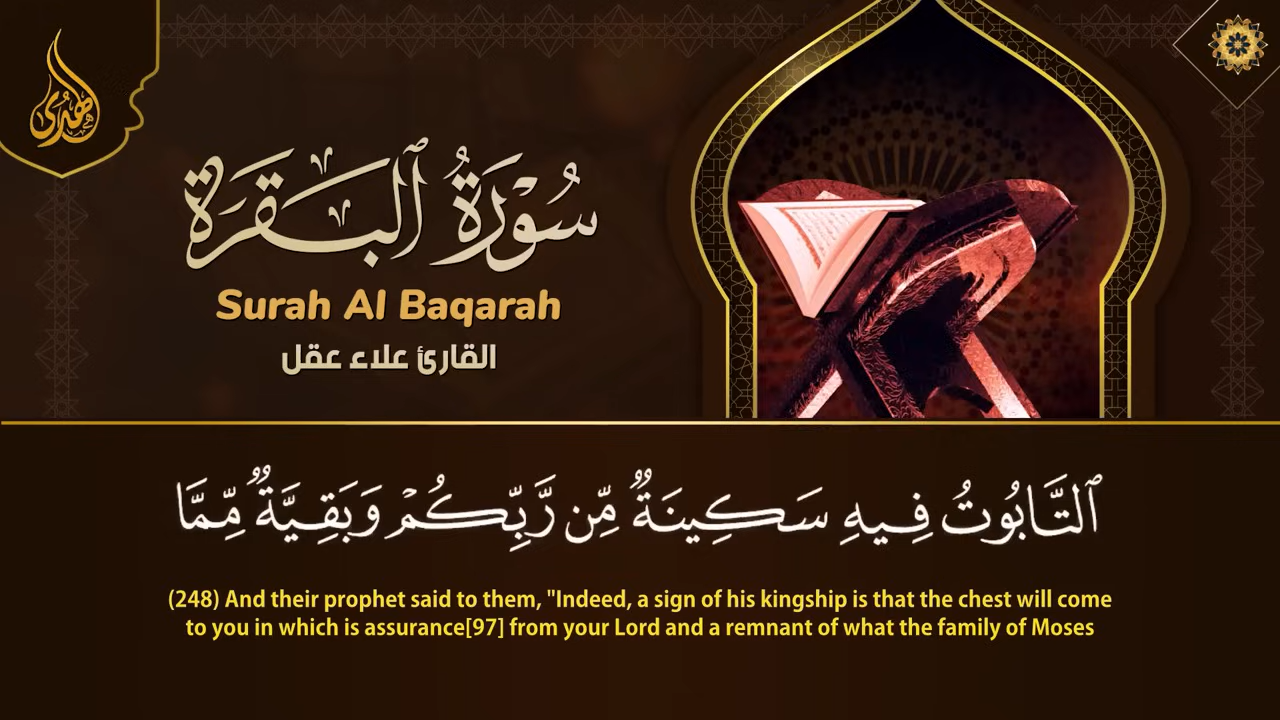 هدى
سُورَةُ ٱلْبَقَرَة
Surah Al Baqarah
القارئ علاء عقل
ٱلتَّابُوتُ فِيهِ سَكِينَةٌ مِّن رَّبِّكُمْ وَبَقِيَّةٌ مِّمَّا
(248) And their prophet said to them, "Indeed, a sign of his kingship is that the chest will come
to you in which is assurance[97] from your Lord and a remnant of what the family of Moses